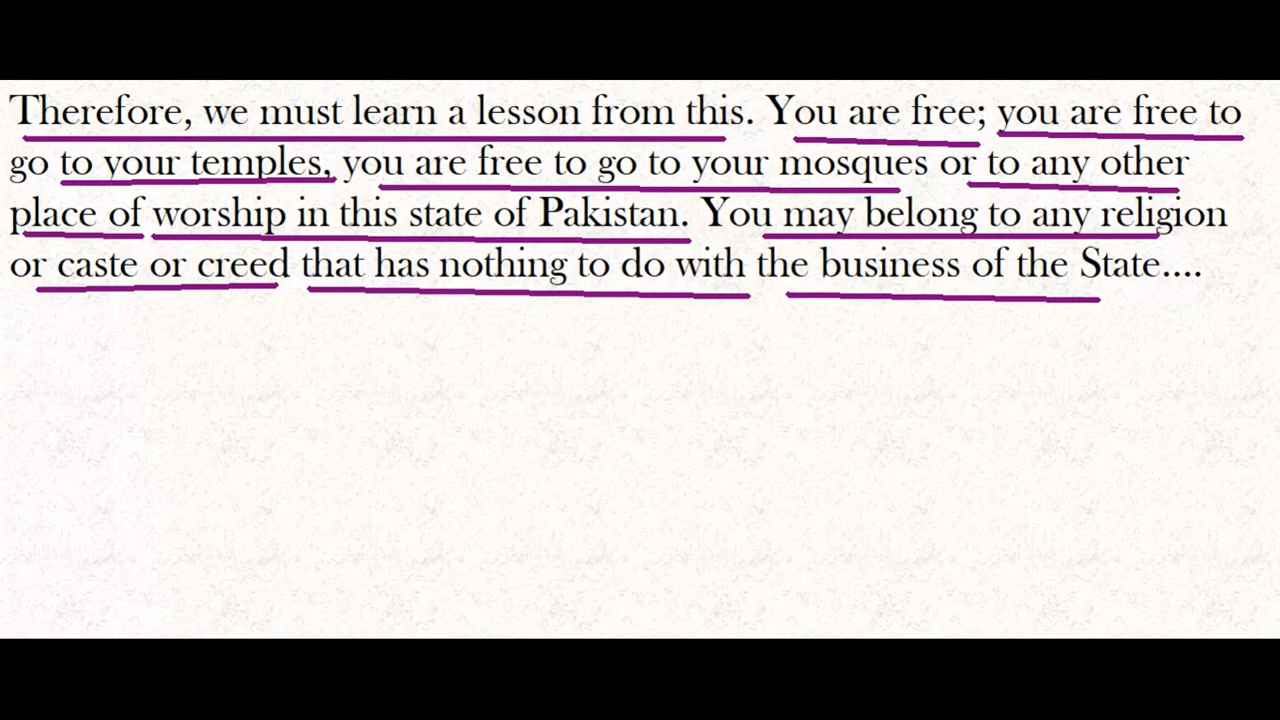 Therefore, we must learn a lesson from this. You are free; you are free to
go to your temples, you are free to go to your mosques or to any other
place of worship in this state of Pakistan. You may belong to any religion
or caste or creed that has nothing to do with the business of the State....